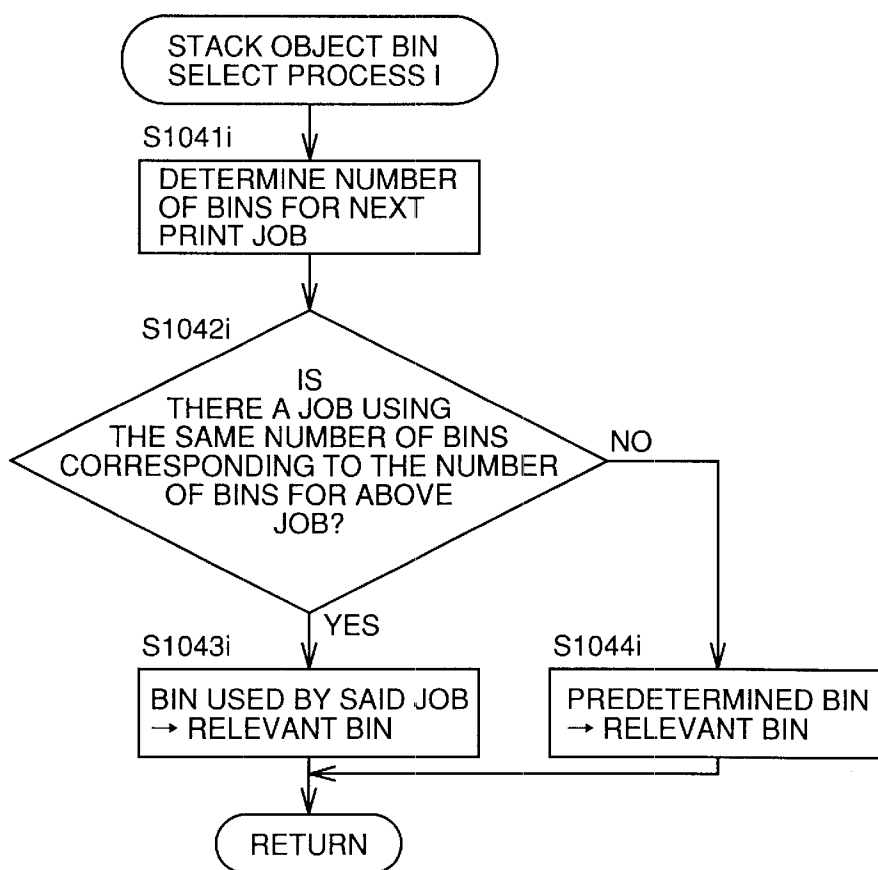 STACK OBJECT BIN
SELECT PROCESS I
S1041i
DETERMINE NUMBER
OF BINS FOR NEXT
PRINT JOB
S1042i
IS
THERE A JOB USING
THE SAME NUMBER OF BINS
CORRESPONDING TO THE NUMBER
OF BINS FOR ABOVE
JOB?
NO
YES
S1043i
BIN USED BY SAID JOB
→ RELEVANT BIN
S1044i
PREDETERMINED BIN
→ RELEVANT BIN
RETURN